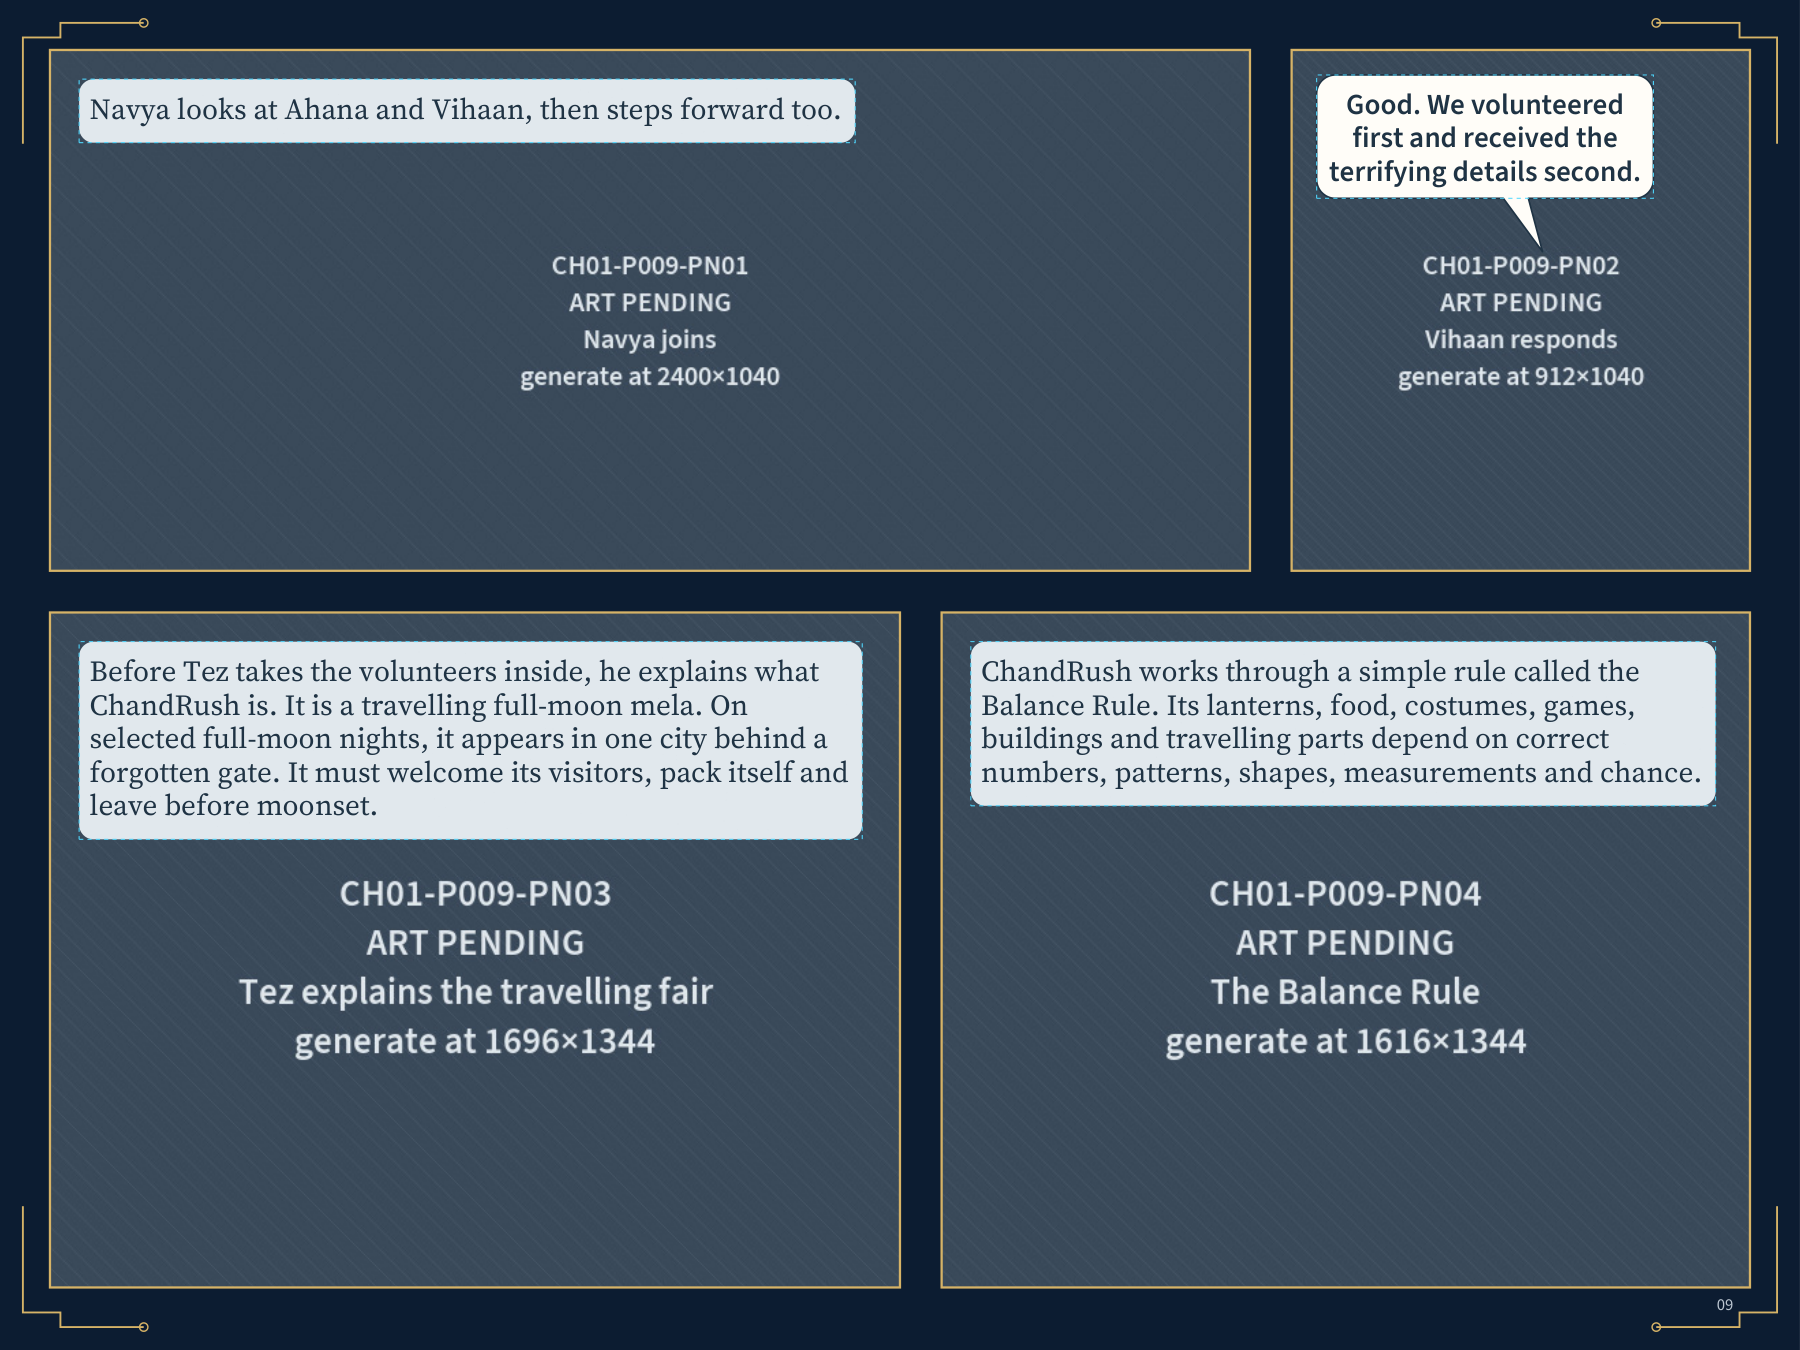 Navya looks at Ahana and Vihaan, then steps forward too.
CH01-P009-PN01
ART PENDING
Navya joins
generate at 2400×1040
Good. We volunteered
first and received the
terrifying details second.
CH01-P009-PN02
ART PENDING
Vihaan responds
generate at 912×1040
Before Tez takes the volunteers inside, he explains what
ChandRush is. It is a travelling full-moon mela. On
selected full-moon nights, it appears in one city behind a
forgotten gate. It must welcome its visitors, pack itself and
leave before moonset.
CH01-P009-PN03
ART PENDING
Tez explains the travelling fair
generate at 1696×1344
ChandRush works through a simple rule called the
Balance Rule. Its lanterns, food, costumes, games,
buildings and travelling parts depend on correct
numbers, patterns, shapes, measurements and chance.
CH01-P009-PN04
ART PENDING
The Balance Rule
generate at 1616×1344
09